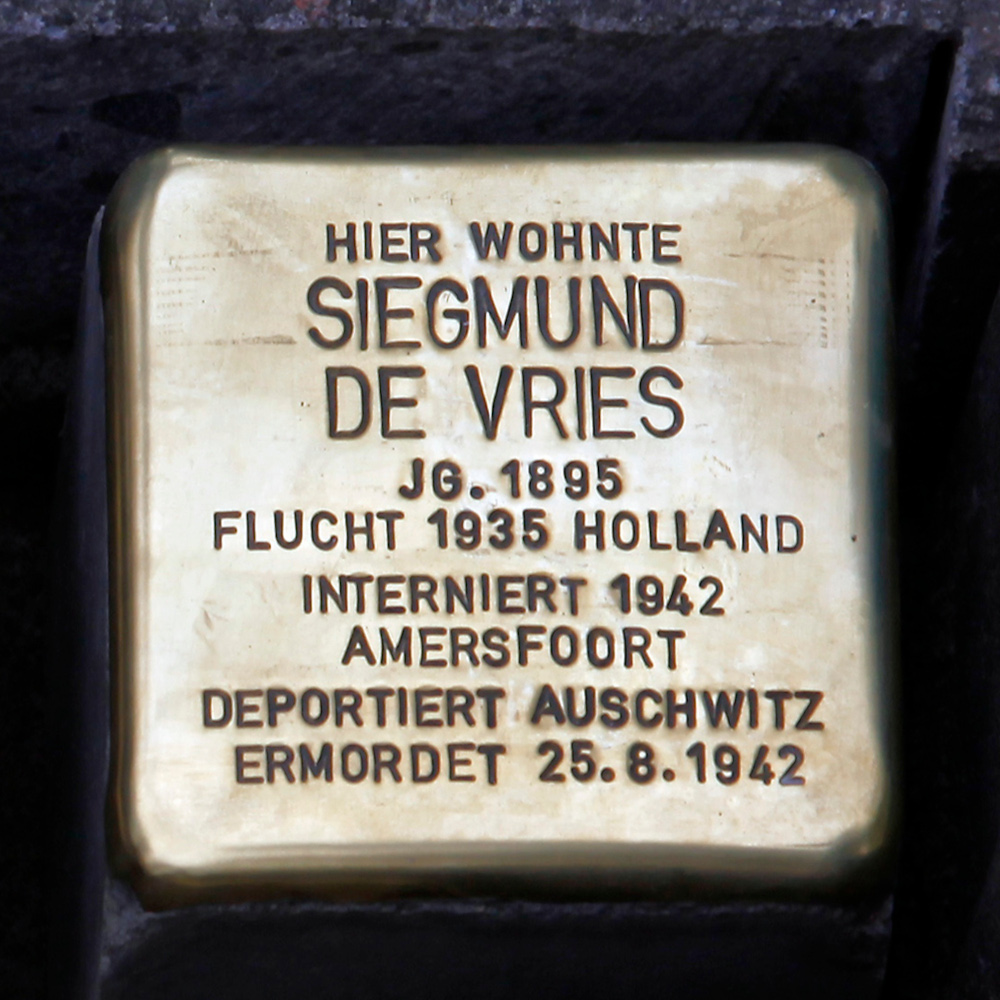 HIER WOHNTE
SIEGMUND
DE VRIES
JG. 1895
FLUCHT 1935 HOLLAND
INTERNIERT 1942
AMERSFOORT
DEPORTIERT AUSCHWITZ
ERMORDET 25.8.1942